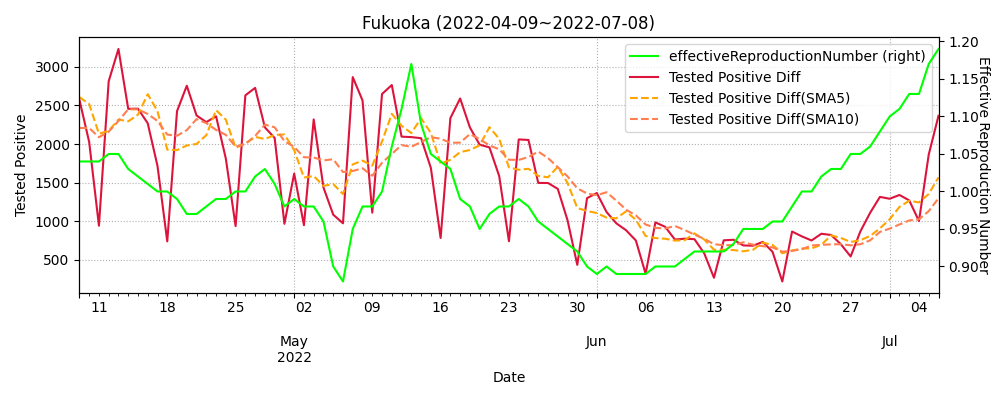 Fukuoka (2022-04-09~2022-07-08)
effectiveReproductionNumber (right)
Tested Positive Diff
Tested Positive Diff(SMA5)
Tested Positive Diff(SMA10)
Tested Positive
3000
2500
2000
1500
1000
500
1.20
1.15
1.10
1.05
1.00
0.95
0.90
Effective Reproduction Number
11 18 25 02 09 16 23 30 06 13 20 27 04
May Jun Jul
2022
Date